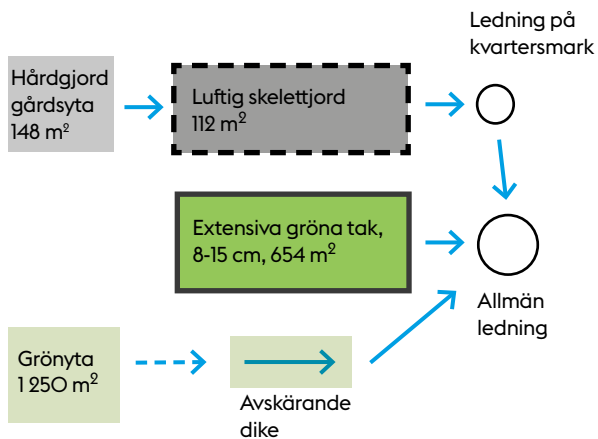 Ledning på
kvartersmark
Hårdgjord
gårdsyta
148 m²
Luftig skelettjord
112 m²
Extensiva gröna tak,
8-15 cm, 654 m²
Allmän
ledning
Grönyta
1 250 m²
Avskärande
dike